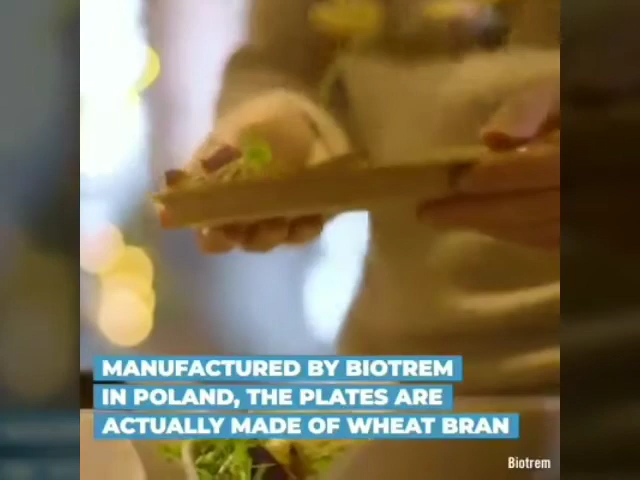 MANUFACTURED BY BIOTREM
IN POLAND, THE PLATES ARE
ACTUALLY MADE OF WHEAT BRAN
Biotrem